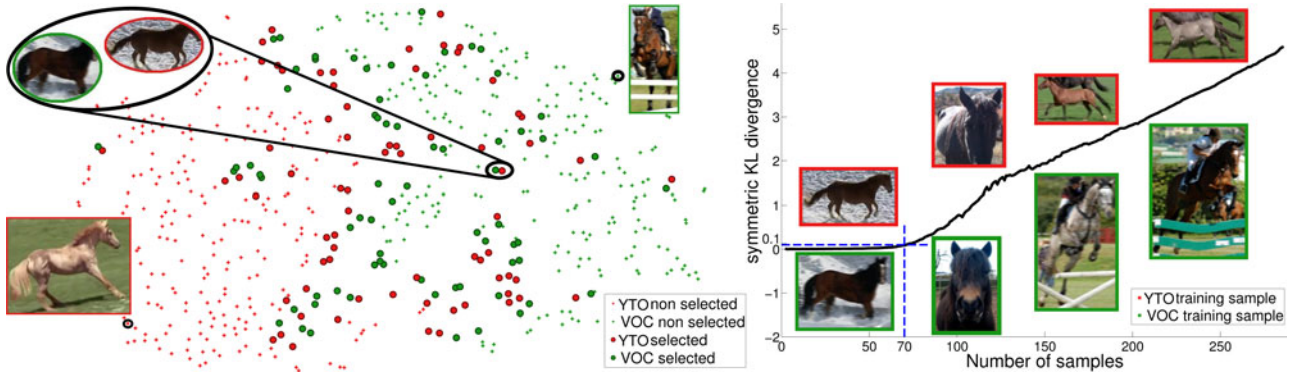 YTO non selected
VOC non selected
YTO selected
VOC selected
symmetric KL divergence
5
4
3
2
1
0.1
0
−1
−2
0 50 70 100 150 200 250
Number of samples
YTO training sample
VOC training sample